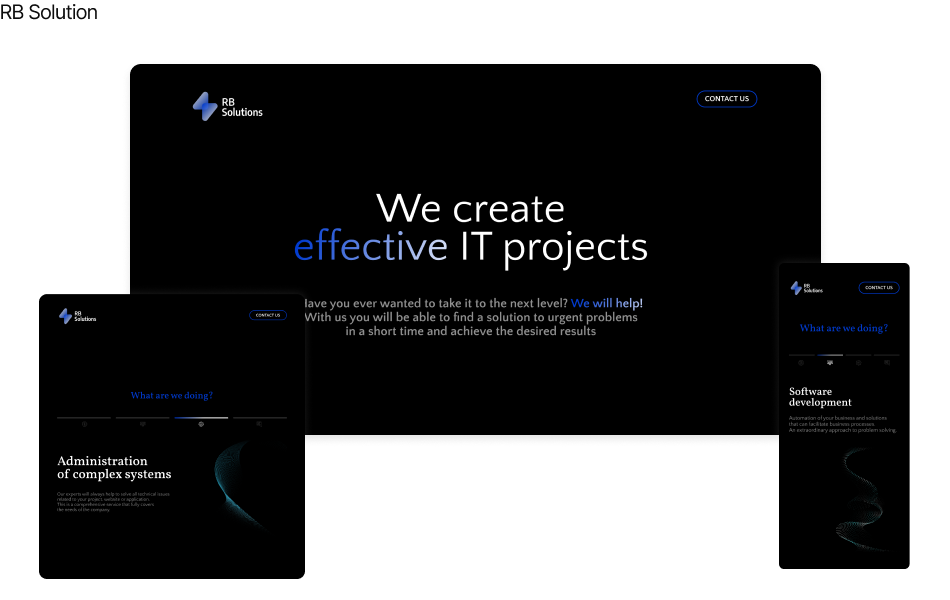 RB Solution
RB
Solutions
CONTACT US
We create
effective IT projects
Have you ever wanted to take it to the next level? We will help!
With us you will be able to find a solution to urgent problems
in a short time and achieve the desired results
RB
Solutions
CONTACT US
What are we doing?
Administration
of complex systems
Our experts will always help to solve all technical issues
related to your project, website or application.
This is a comprehensive service that fully covers
the needs of the company
RB
Solutions
CONTACT US
What are we doing?
Software
development
Automation of your business and solutions
that can facilitate business processes
An extraordinary approach to problem solving.